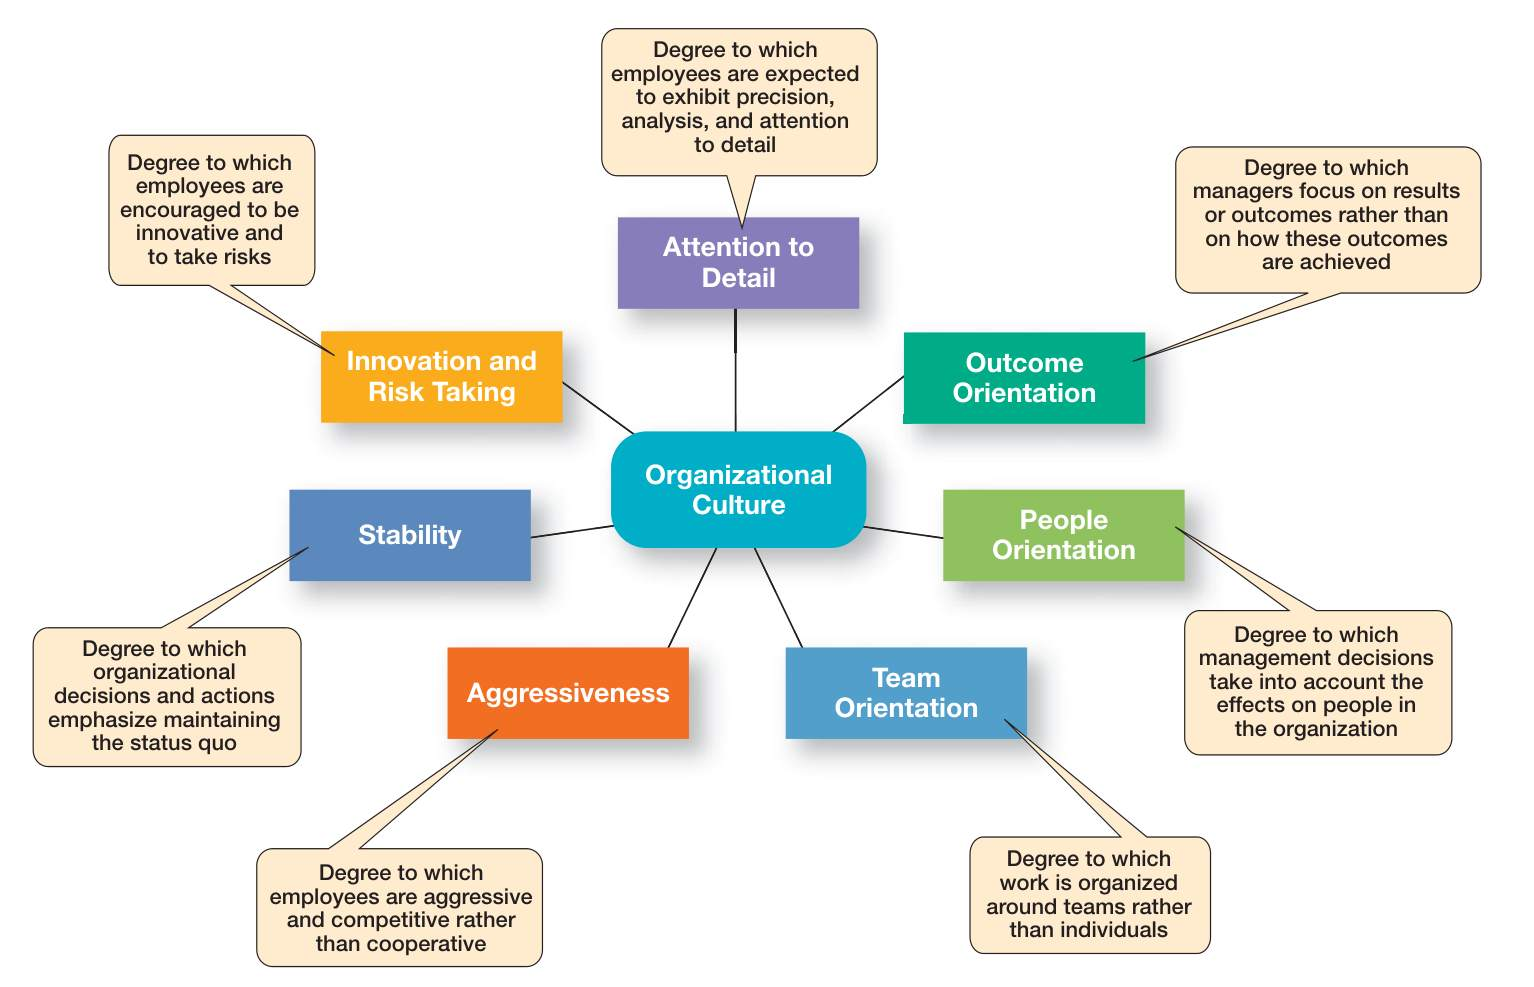 Degree to which
employees are expected
to exhibit precision,
analysis, and attention
to detail
Degree to which
employees are
encouraged to be
innovative and
to take risks
Degree to which
managers focus on results
or outcomes rather than
on how these outcomes
are achieved
Attention to
Detail
Innovation and
Risk Taking
Outcome
Orientation
Organizational
Culture
Stability
People
Orientation
Degree to which
organizational
decisions and actions
emphasize maintaining
the status quo
Aggressiveness
Team
Orientation
Degree to which
management decisions
take into account the
effects on people in
the organization
Degree to which
employees are aggressive
and competitive rather
than cooperative
Degree to which
work is organized
around teams rather
than individuals